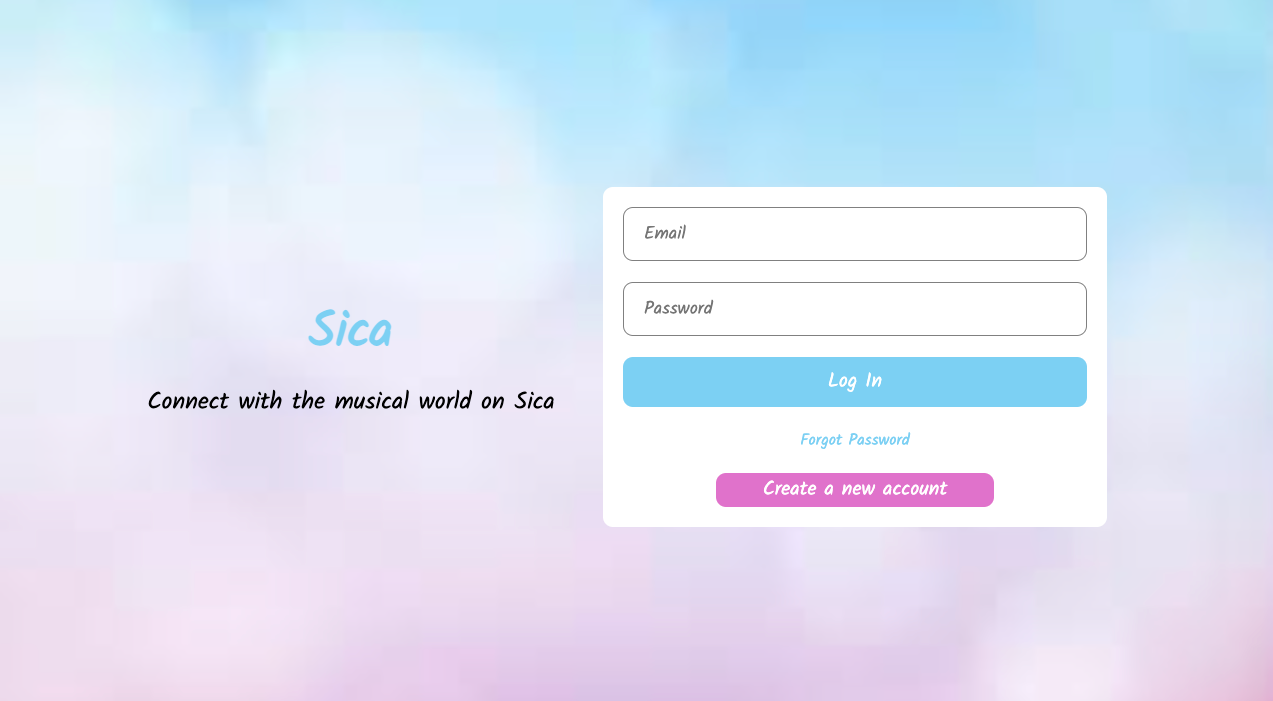 Sica
Connect with the musical world on Sica
Email
Password
Log In
Forgot Password
Create a new account